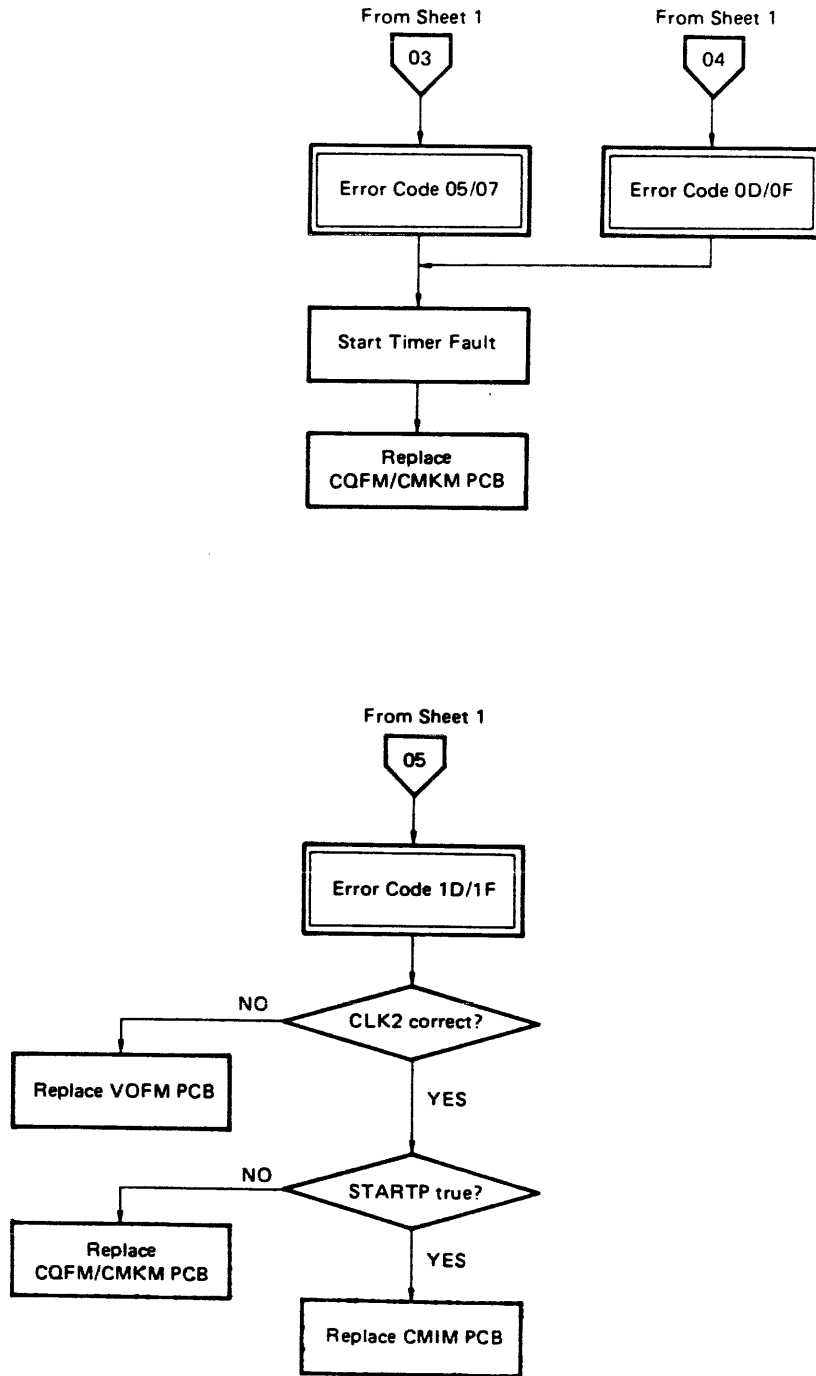 From Sheet 1
From Sheet 1
03
04
Error Code 05/07
Error Code 0D/0F
Start Timer Fault
Replace
CQFM/CMKM PCB
From Sheet 1
05
Error Code 1D/1F
NO
CLK2 correct?
Replace VOFM PCB
YES
NO
STARTP true?
Replace
CQFM/CMKM PCB
YES
Replace CMIM PCB